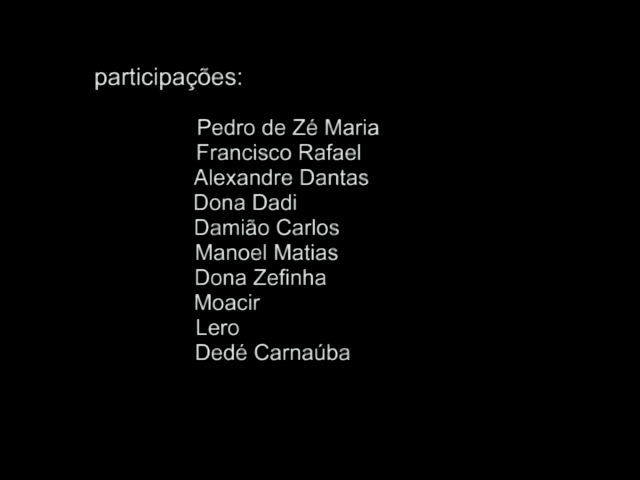 participações:
Pedro de Zé Maria
Francisco Rafael
Alexandre Dantas
Dona Dadi
Damião Carlos
Manoel Matias
Dona Zefinha
Moacir
Lero
Dedé Carnaúba